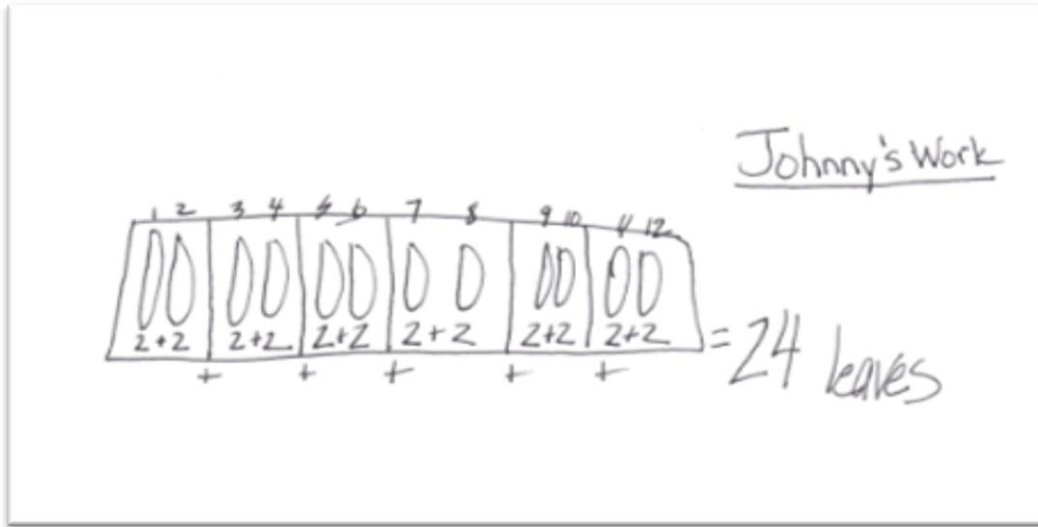 Johnny's Work
1 2 3 4 5 6 7 8 9 10 11 12
2+2 2+2 2+2 2+2 2+2 2+2
+ + + + +
= 24 leaves